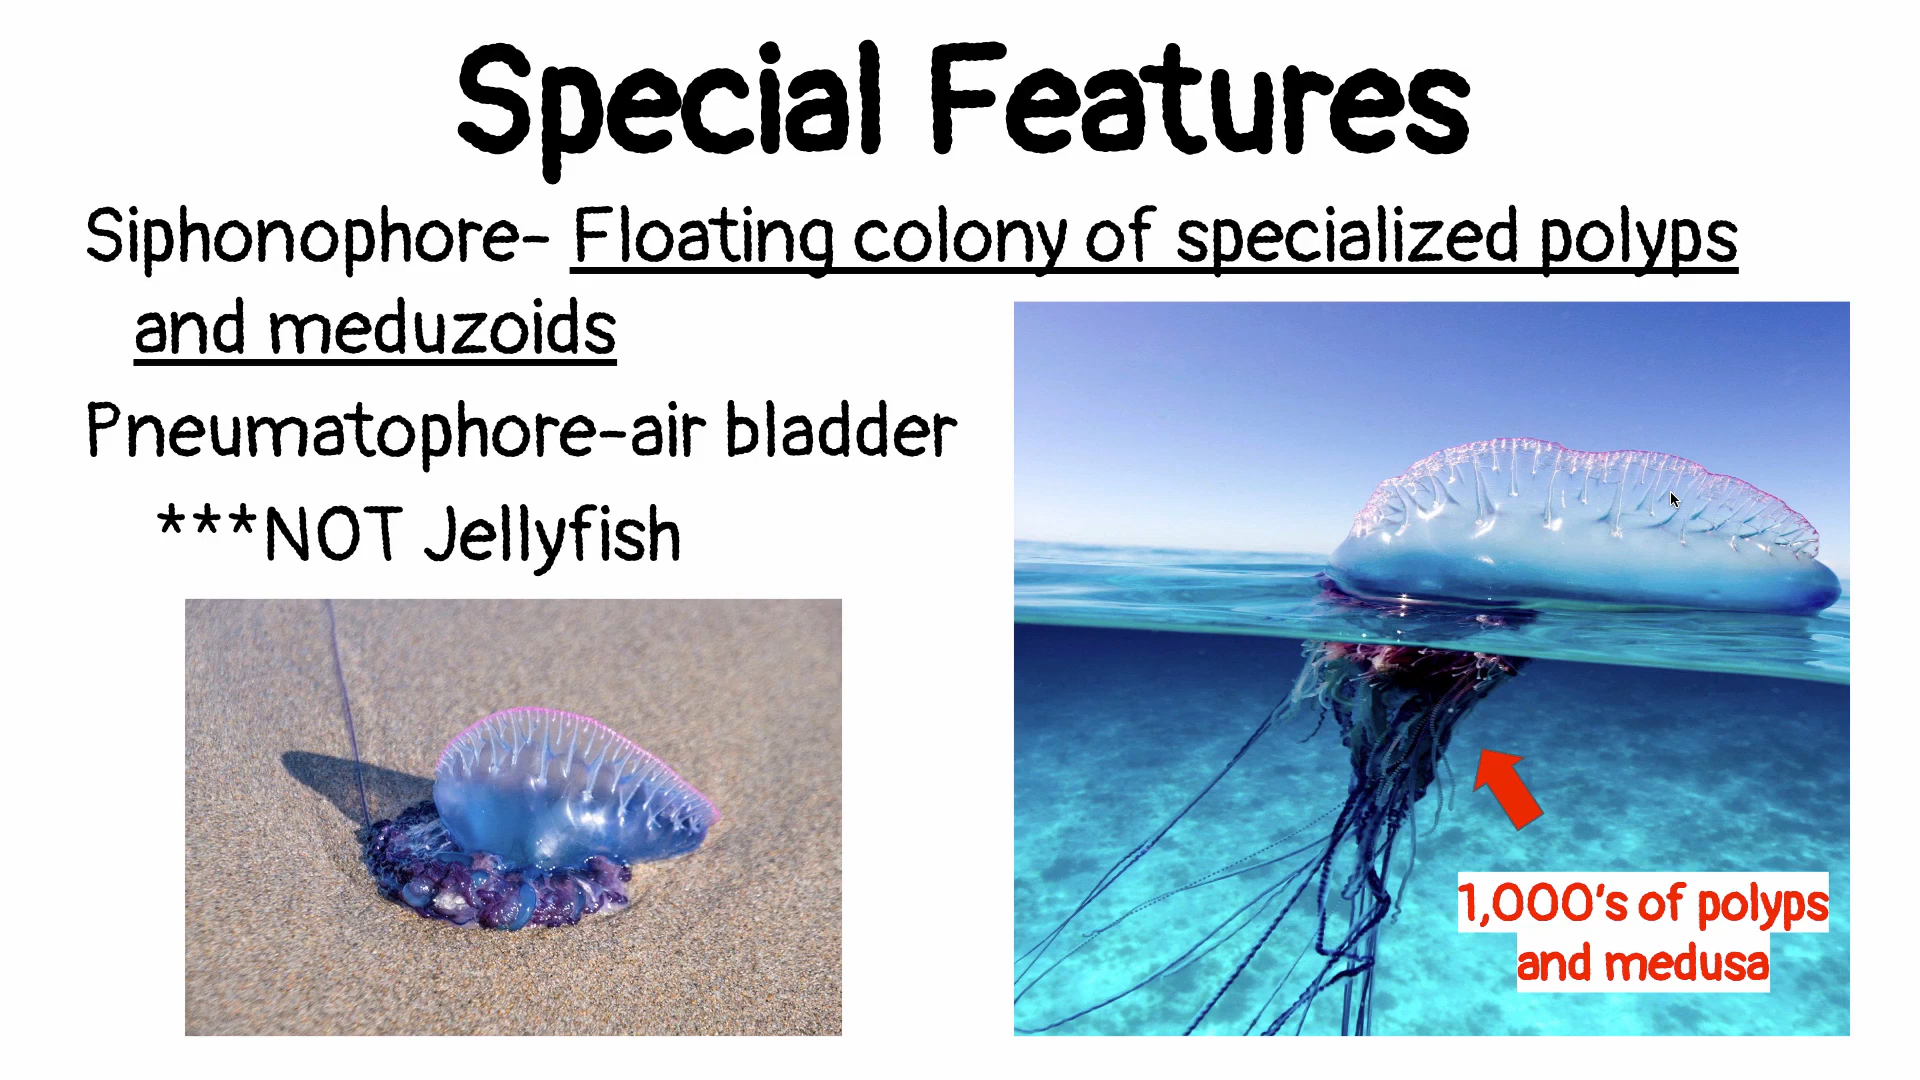 Special Features
Siphonophore- Floating colony of specialized polyps
and meduzoids
Pneumatophore-air bladder
***NOT Jellyfish
1,000's of polyps
and medusa